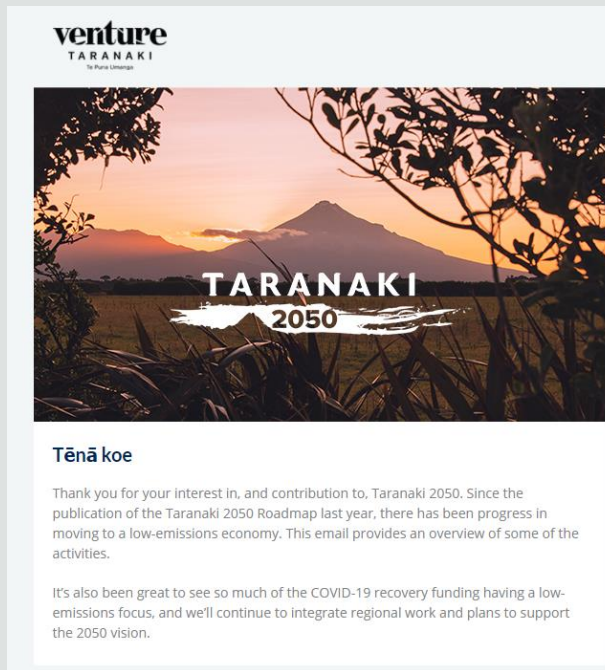 venture
TARANAKI
Te Puna Umanga
TARANAKI
2050
Tēnā koe
Thank you for your interest in, and contribution to, Taranaki 2050. Since the
publication of the Taranaki 2050 Roadmap last year, there has been progress in
moving to a low-emissions economy. This email provides an overview of some of the
activities.
It's also been great to see so much of the COVID-19 recovery funding having a low-
emissions focus, and we'll continue to integrate regional work and plans to support
the 2050 vision.